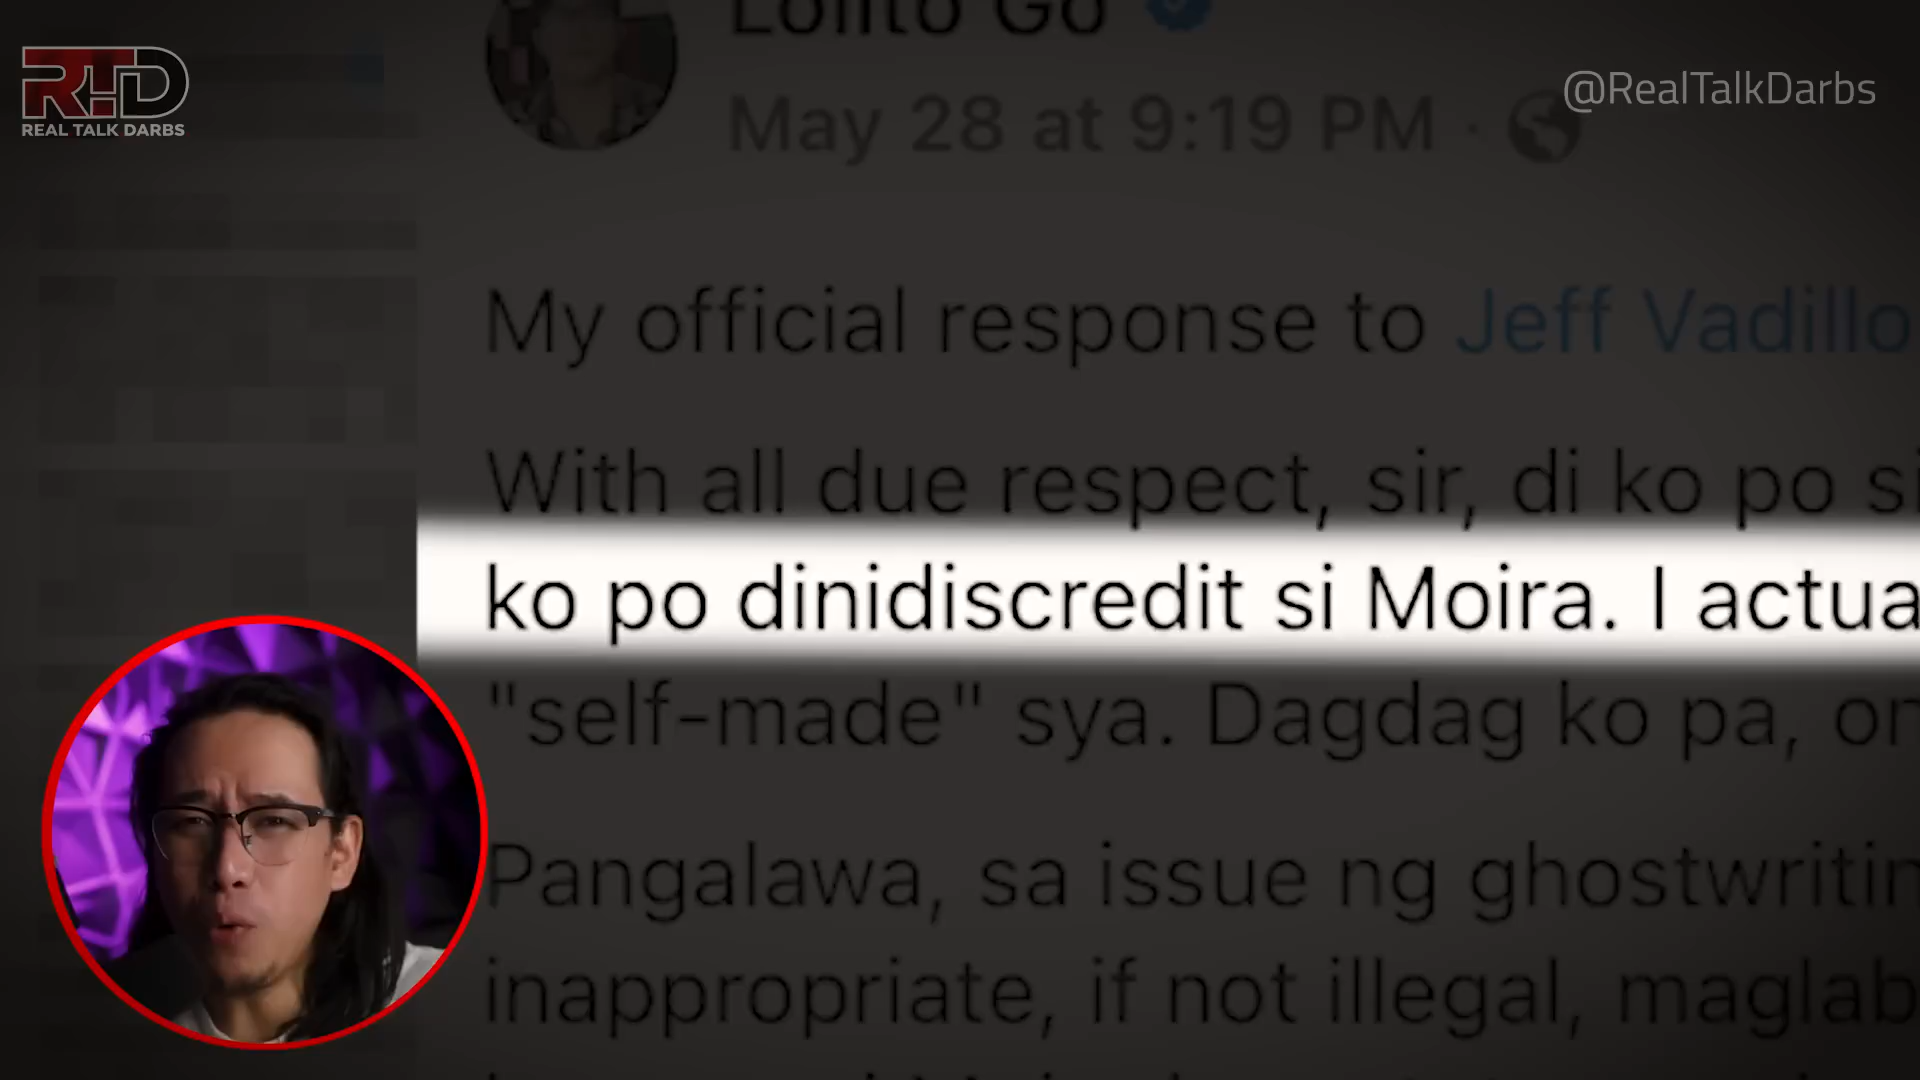 RTD
REAL TALK DARBS
@RealTalkDarbs
Lolito Go
May 28 at 9:19 PM ·
My official response to Jeff Vadillo
With all due respect, sir, di ko po si
ko po dinidiscredit si Moira. I actua
"self-made" sya. Dagdag ko pa, on
Pangalawa, sa issue ng ghostwritin
inappropriate, if not illegal, maglab